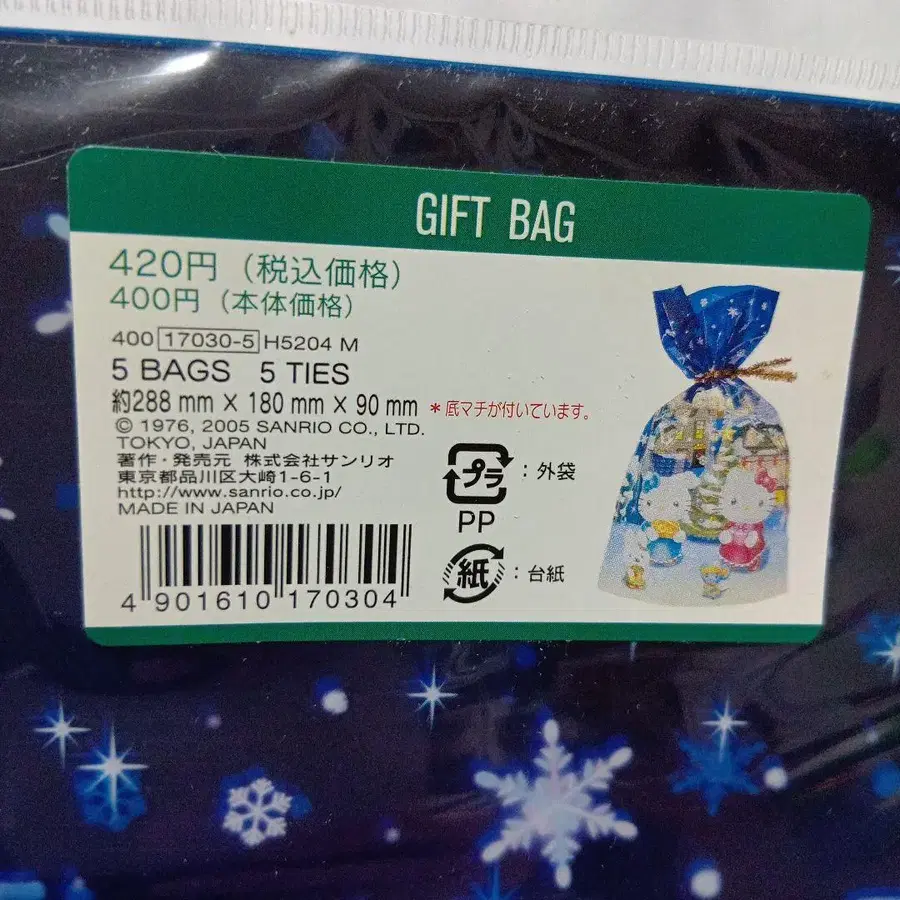 GIFT BAG
420円（税込価格）
400円（本体価格）
400 17030-5 H5204 M
5 BAGS 5 TIES
約288 mm × 180 mm × 90 mm *底マチが付いています。
© 1976, 2005 SANRIO CO., LTD.
TOKYO, JAPAN
著作・発売元 株式会社サンリオ
東京都品川区大崎1-6-1
http://www.sanrio.co.jp/
MADE IN JAPAN
4 901610 170304
プラ : 外袋
PP
紙 : 台紙